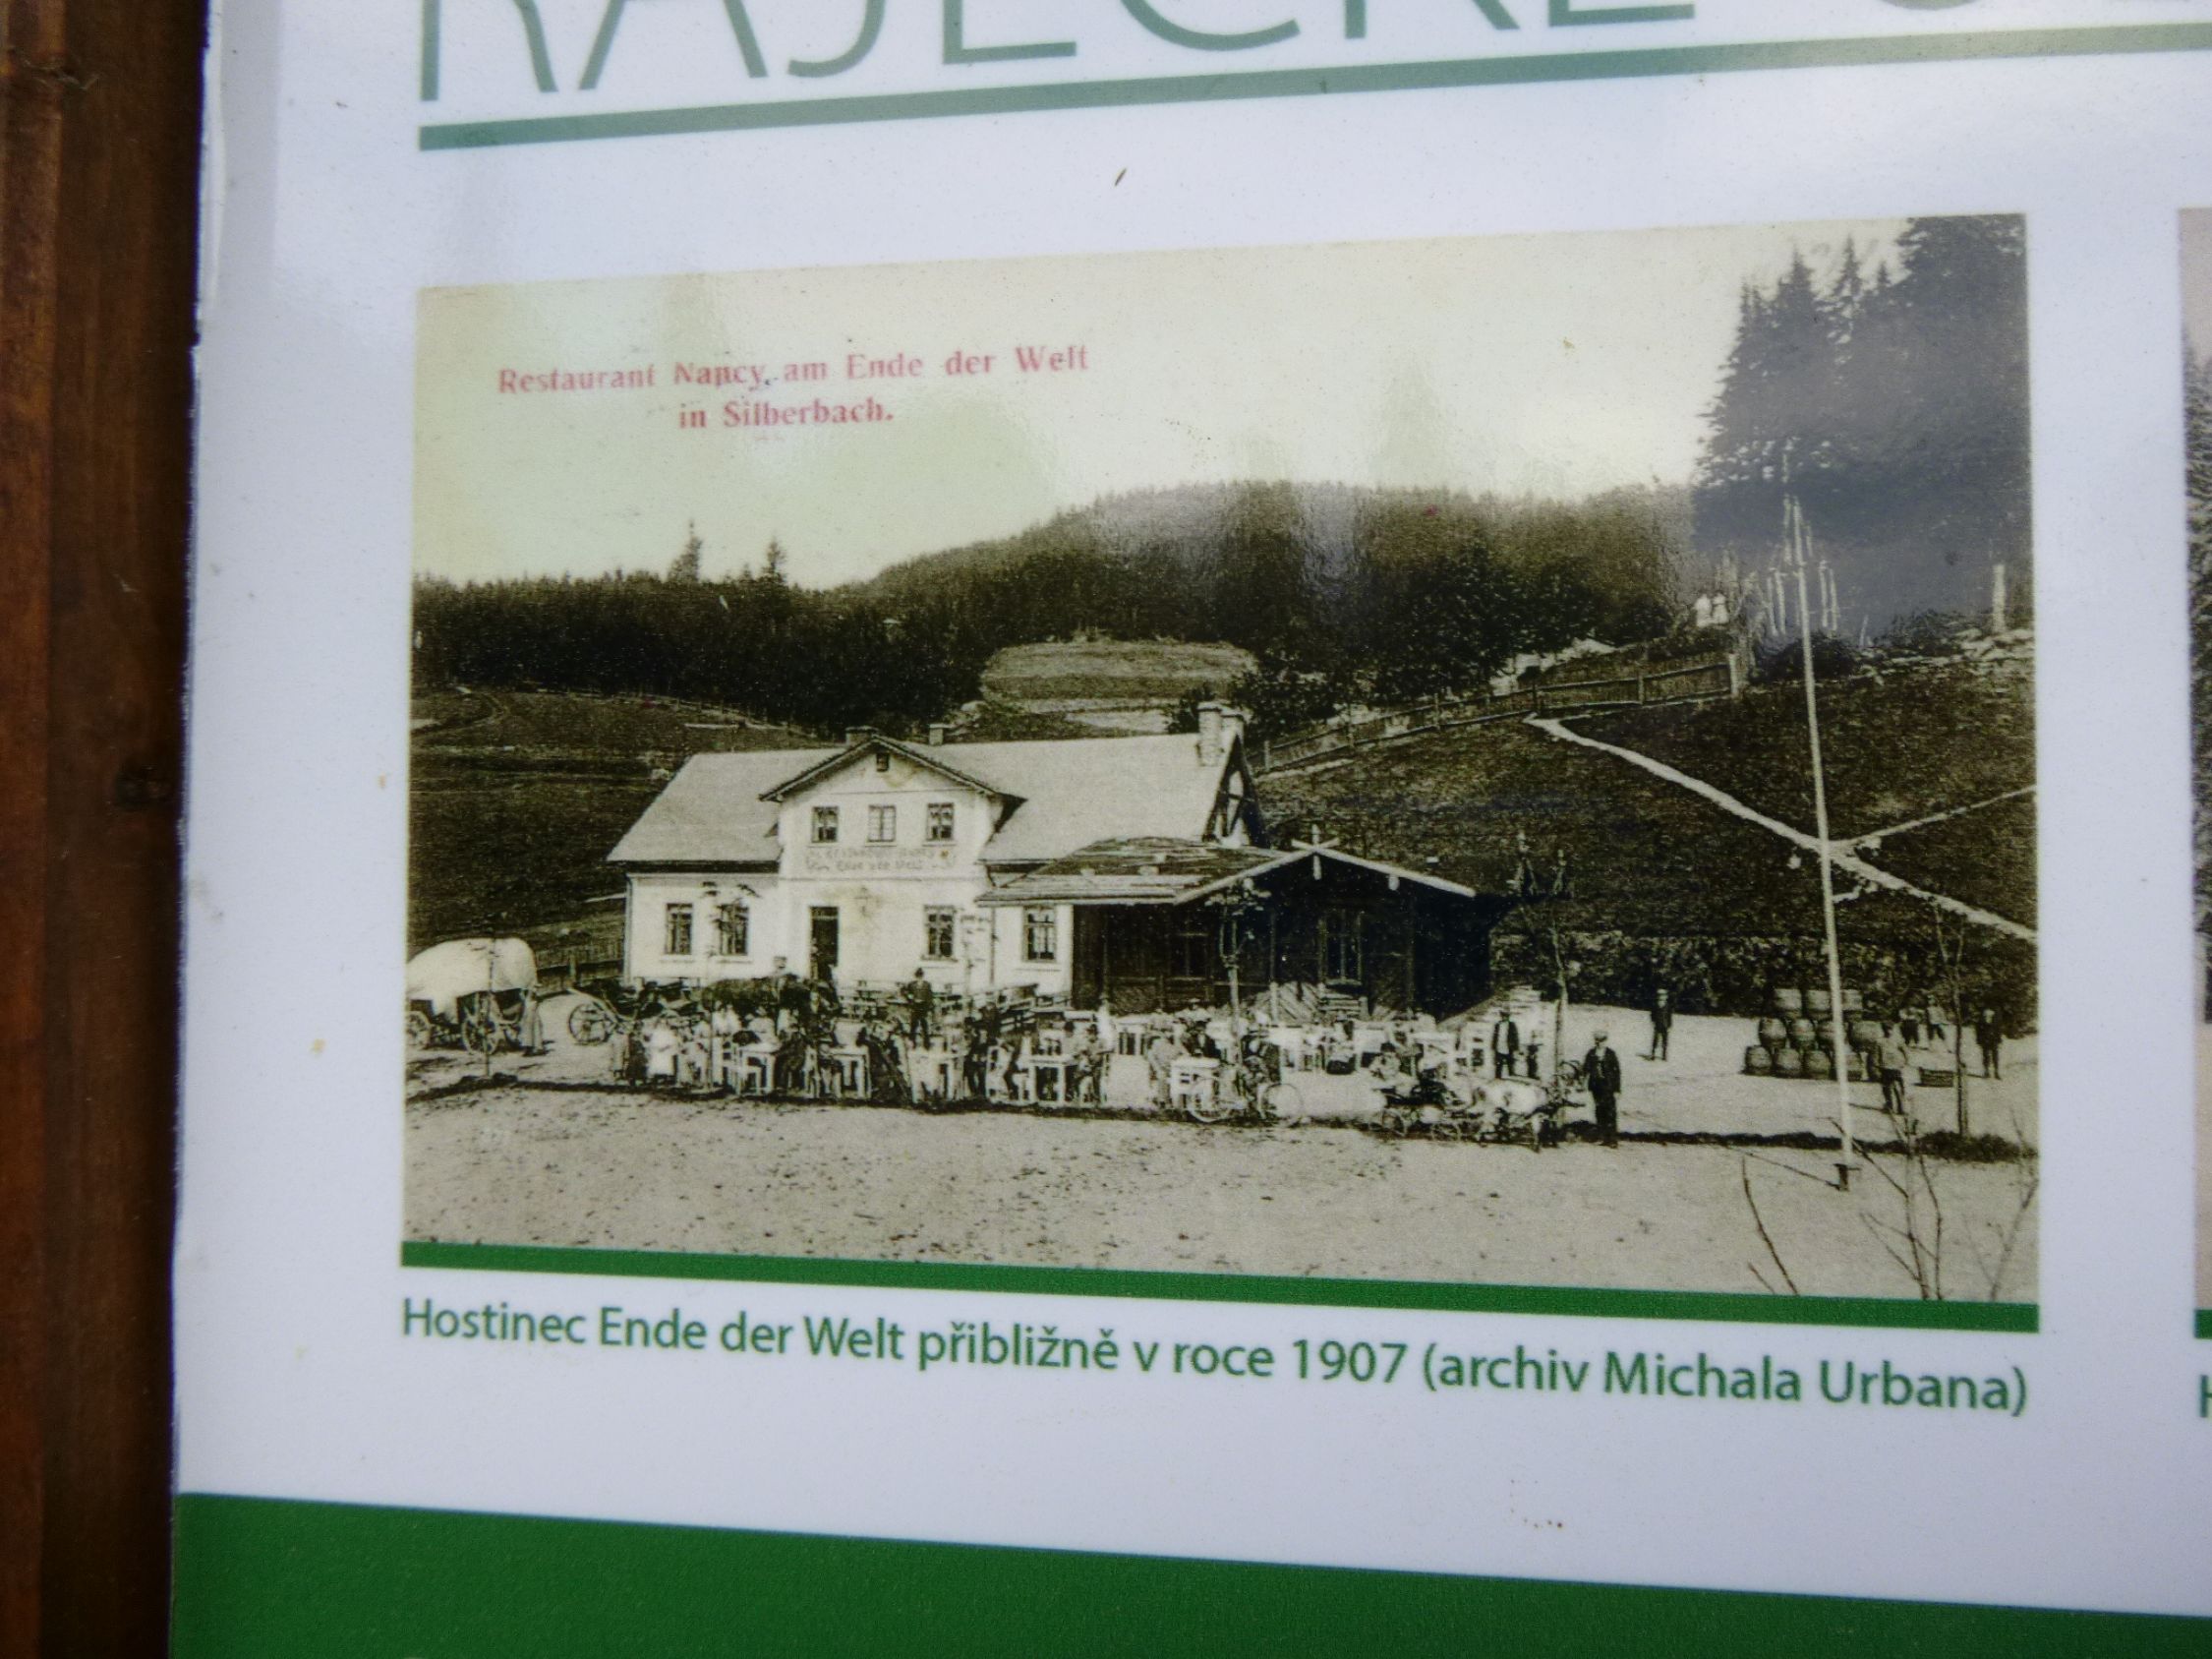 Restaurant Nancy, am Ende der Welt
in Silberbach.
Hostinec Ende der Welt přibližně v roce 1907 (archiv Michala Urbana)